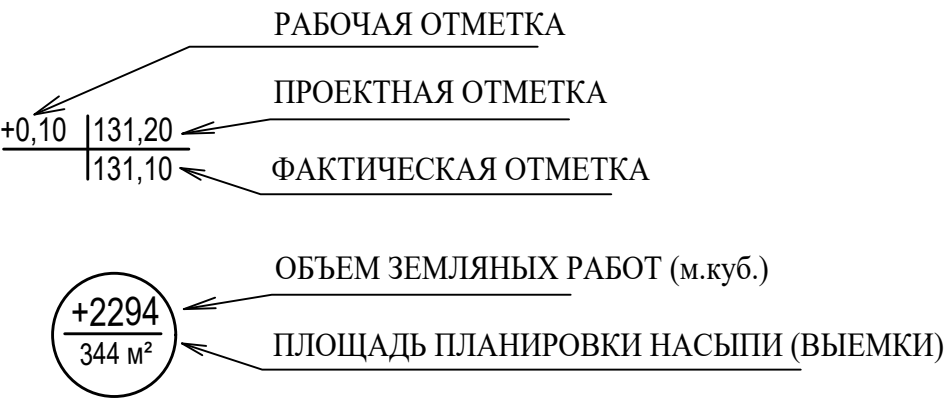 РАБОЧАЯ ОТМЕТКА
ПРОЕКТНАЯ ОТМЕТКА
+0,10 131,20
131,10
ФАКТИЧЕСКАЯ ОТМЕТКА
ОБЪЕМ ЗЕМЛЯНЫХ РАБОТ (м.куб.)
+2294
344 м²
ПЛОЩАДЬ ПЛАНИРОВКИ НАСЫПИ (ВЫЕМКИ)